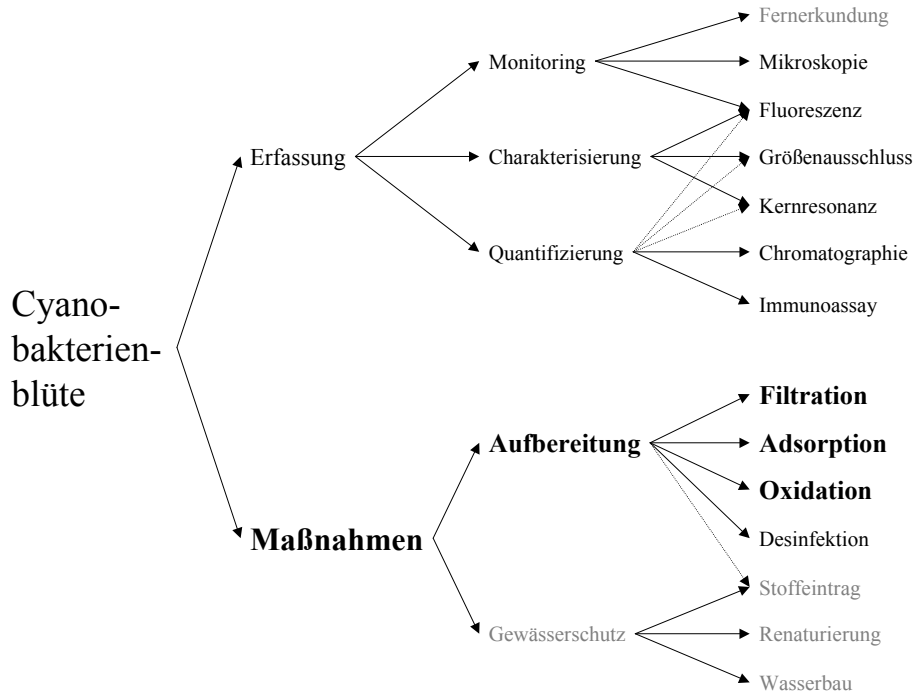 Cyano-
bakterien-
blüte
Erfassung
Maßnahmen
Monitoring
Charakterisierung
Quantifizierung
Aufbereitung
Gewässerschutz
Fernerkundung
Mikroskopie
Fluoreszenz
Größenausschluss
Kernresonanz
Chromatographie
Immunoassay
Filtration
Adsorption
Oxidation
Desinfektion
Stoffeintrag
Renaturierung
Wasserbau